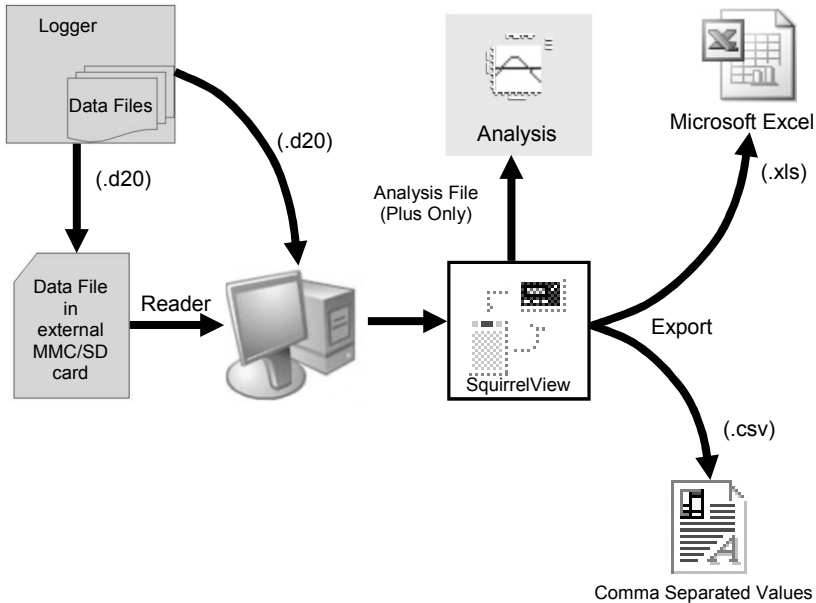 Logger
Data Files
(.d20)
(.d20)
Data File
in
external
MMC/SD
card
Reader
Analysis
Analysis File
(Plus Only)
SquirrelView
Microsoft Excel
(.xls)
Export
(.csv)
Comma Separated Values